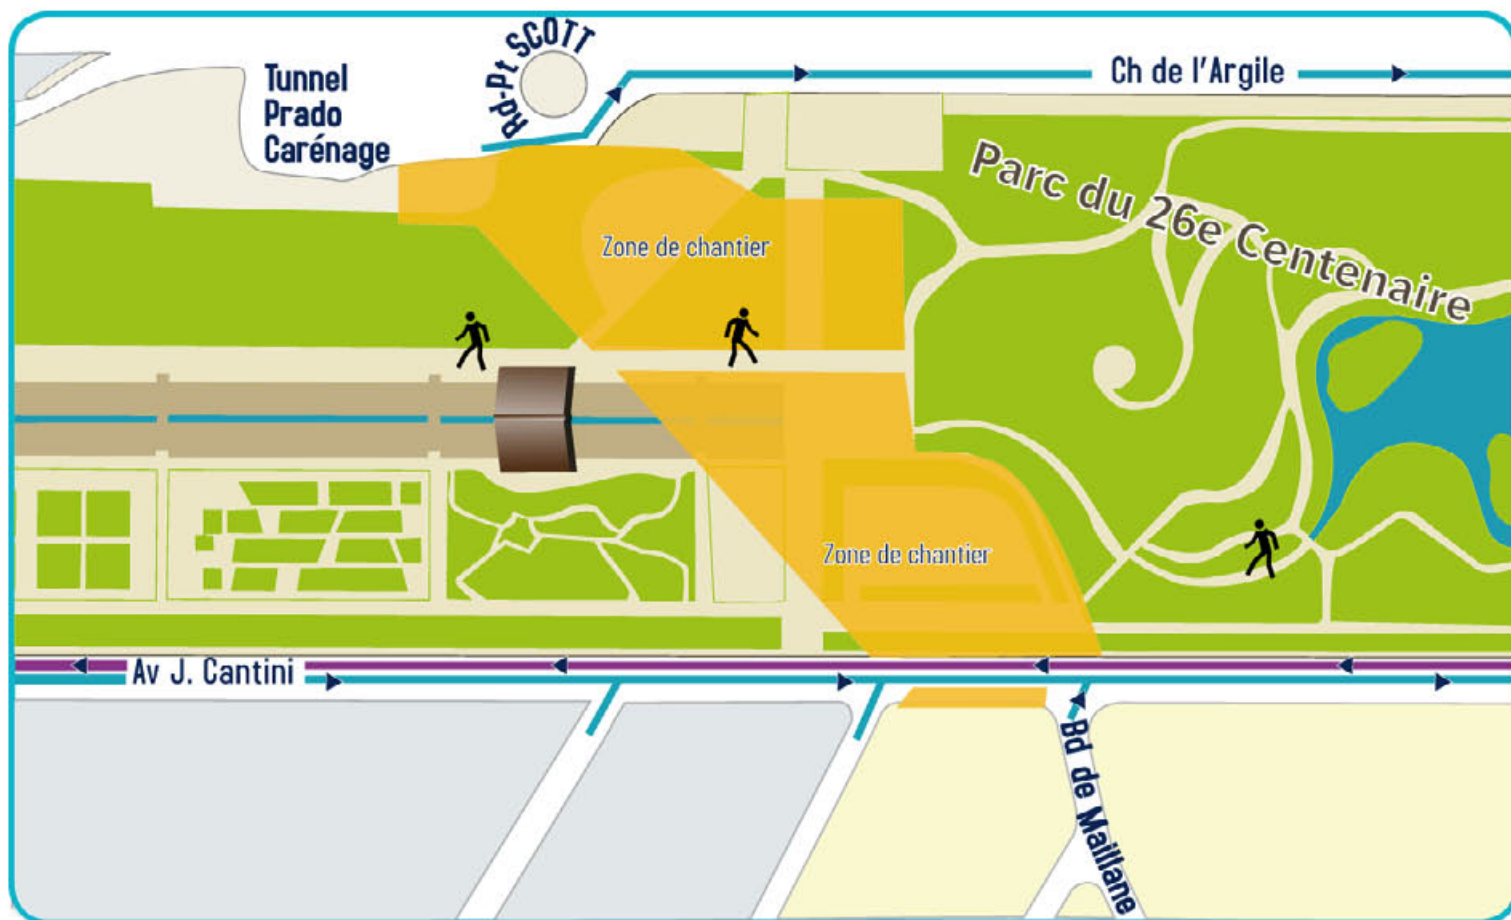 Rd-Pt SCOTT
Tunnel
Prado
Carénage
Ch de l'Argile
Parc du 26e Centenaire
Zone de chantier
Zone de chantier
Av J. Cantini
Bd de Maillane